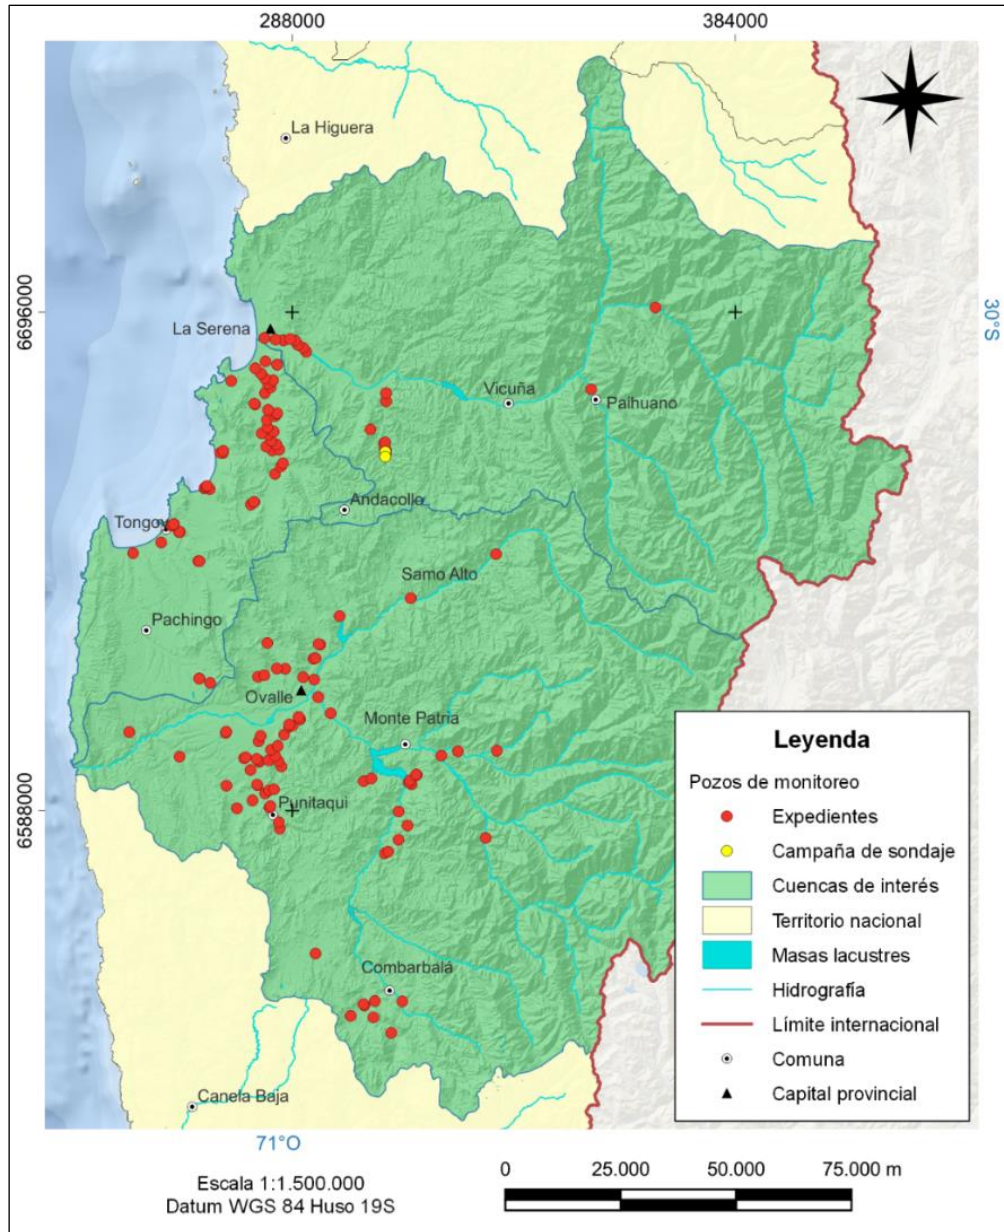 288000
384000
La Higuera
6696000
30°S
La Serena
Vicuña
Paihuano
Andacollo
Tongoy
Samo Alto
Pachingo
Ovalle
Monte Patria
6588000
Punitaqui
Combarbalá
Canela Baja
Leyenda
Pozos de monitoreo
Expedientes
Campaña de sondaje
Cuencas de interés
Territorio nacional
Masas lacustres
Hidrografía
Límite internacional
Comuna
Capital provincial
71°O
Escala 1:1.500.000
Datum WGS 84 Huso 19S
0 25.000 50.000 75.000 m